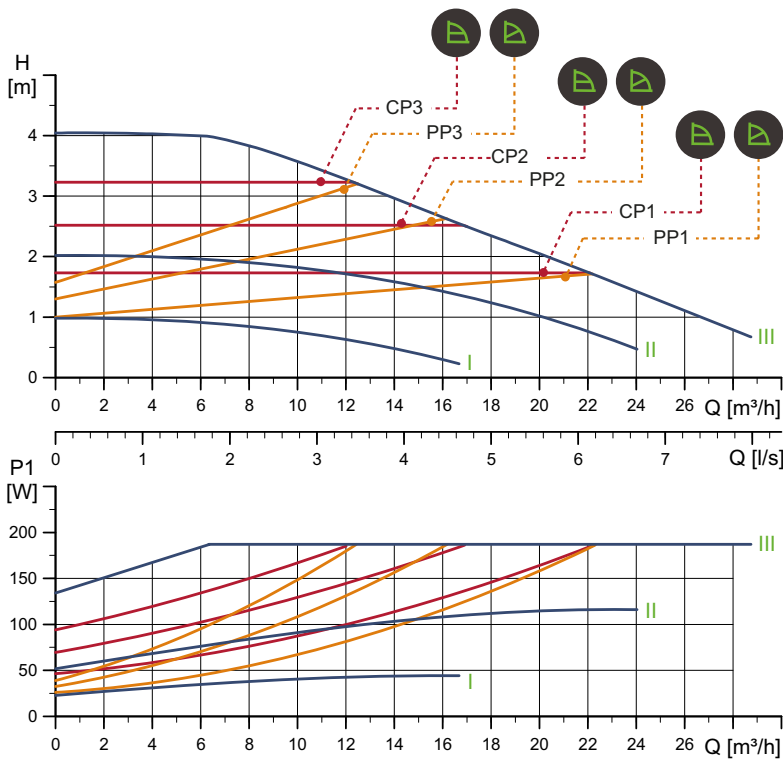 H
[m]
CP3
PP3
CP2
PP2
CP1
PP1
4
3
2
1
0
III
II
I
0 2 4 6 8 10 12 14 16 18 20 22 24 26 Q [m³/h]
0 1 2 3 4 5 6 7 Q [l/s]
P1
[W]
200
150
100
50
0
III
II
I
0 2 4 6 8 10 12 14 16 18 20 22 24 26 Q [m³/h]